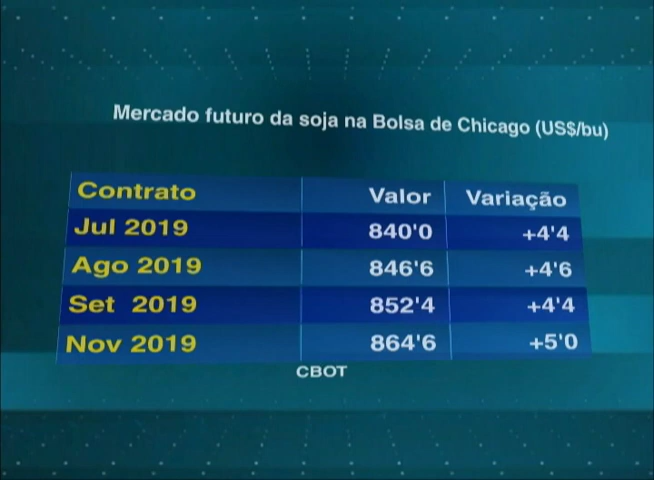 Mercado futuro da soja na Bolsa de Chicago (US$/bu)
Contrato Valor Variação
Jul 2019 840'0 +4'4
Ago 2019 846'6 +4'6
Set 2019 852'4 +4'4
Nov 2019 864'6 +5'0
CBOT